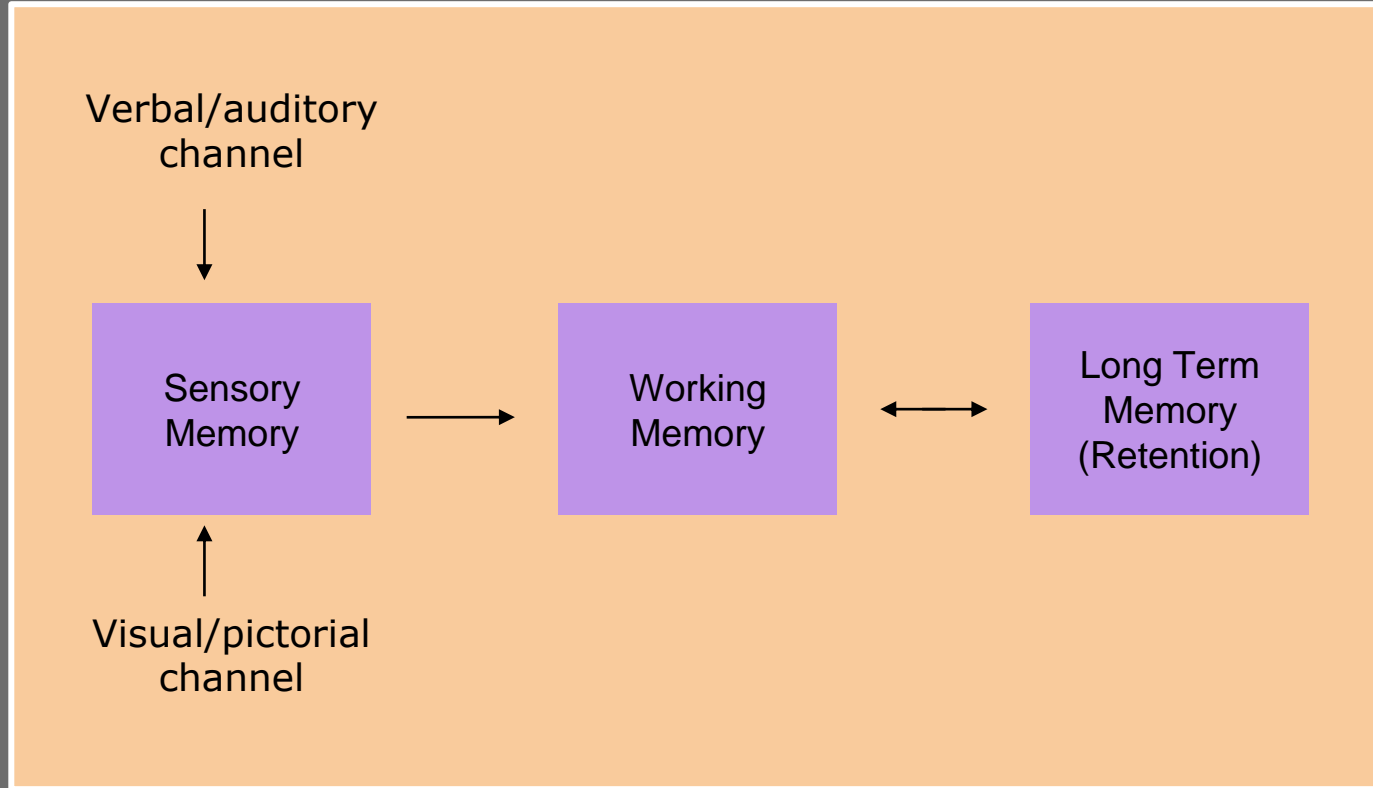 Verbal/auditory
channel
Sensory
Memory
Working
Memory
Long Term
Memory
(Retention)
Visual/pictorial
channel